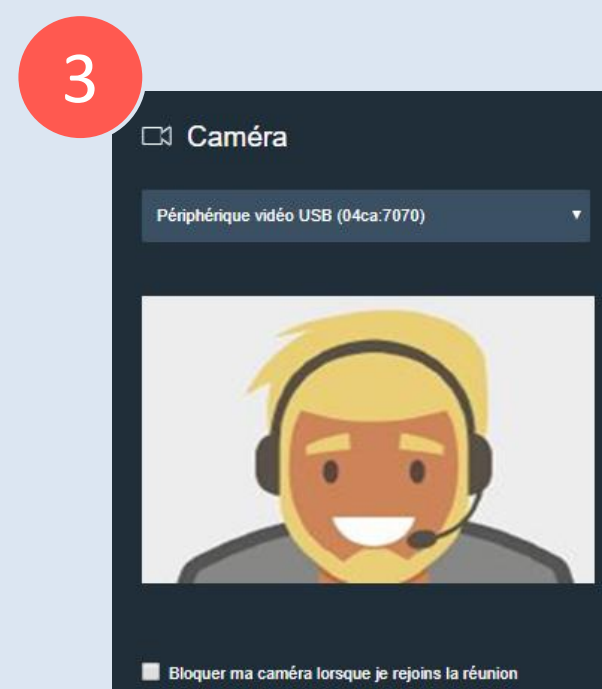 3
Caméra
Périphérique vidéo USB (04ca:7070)
Bloquer ma caméra lorsque je rejoins la réunion